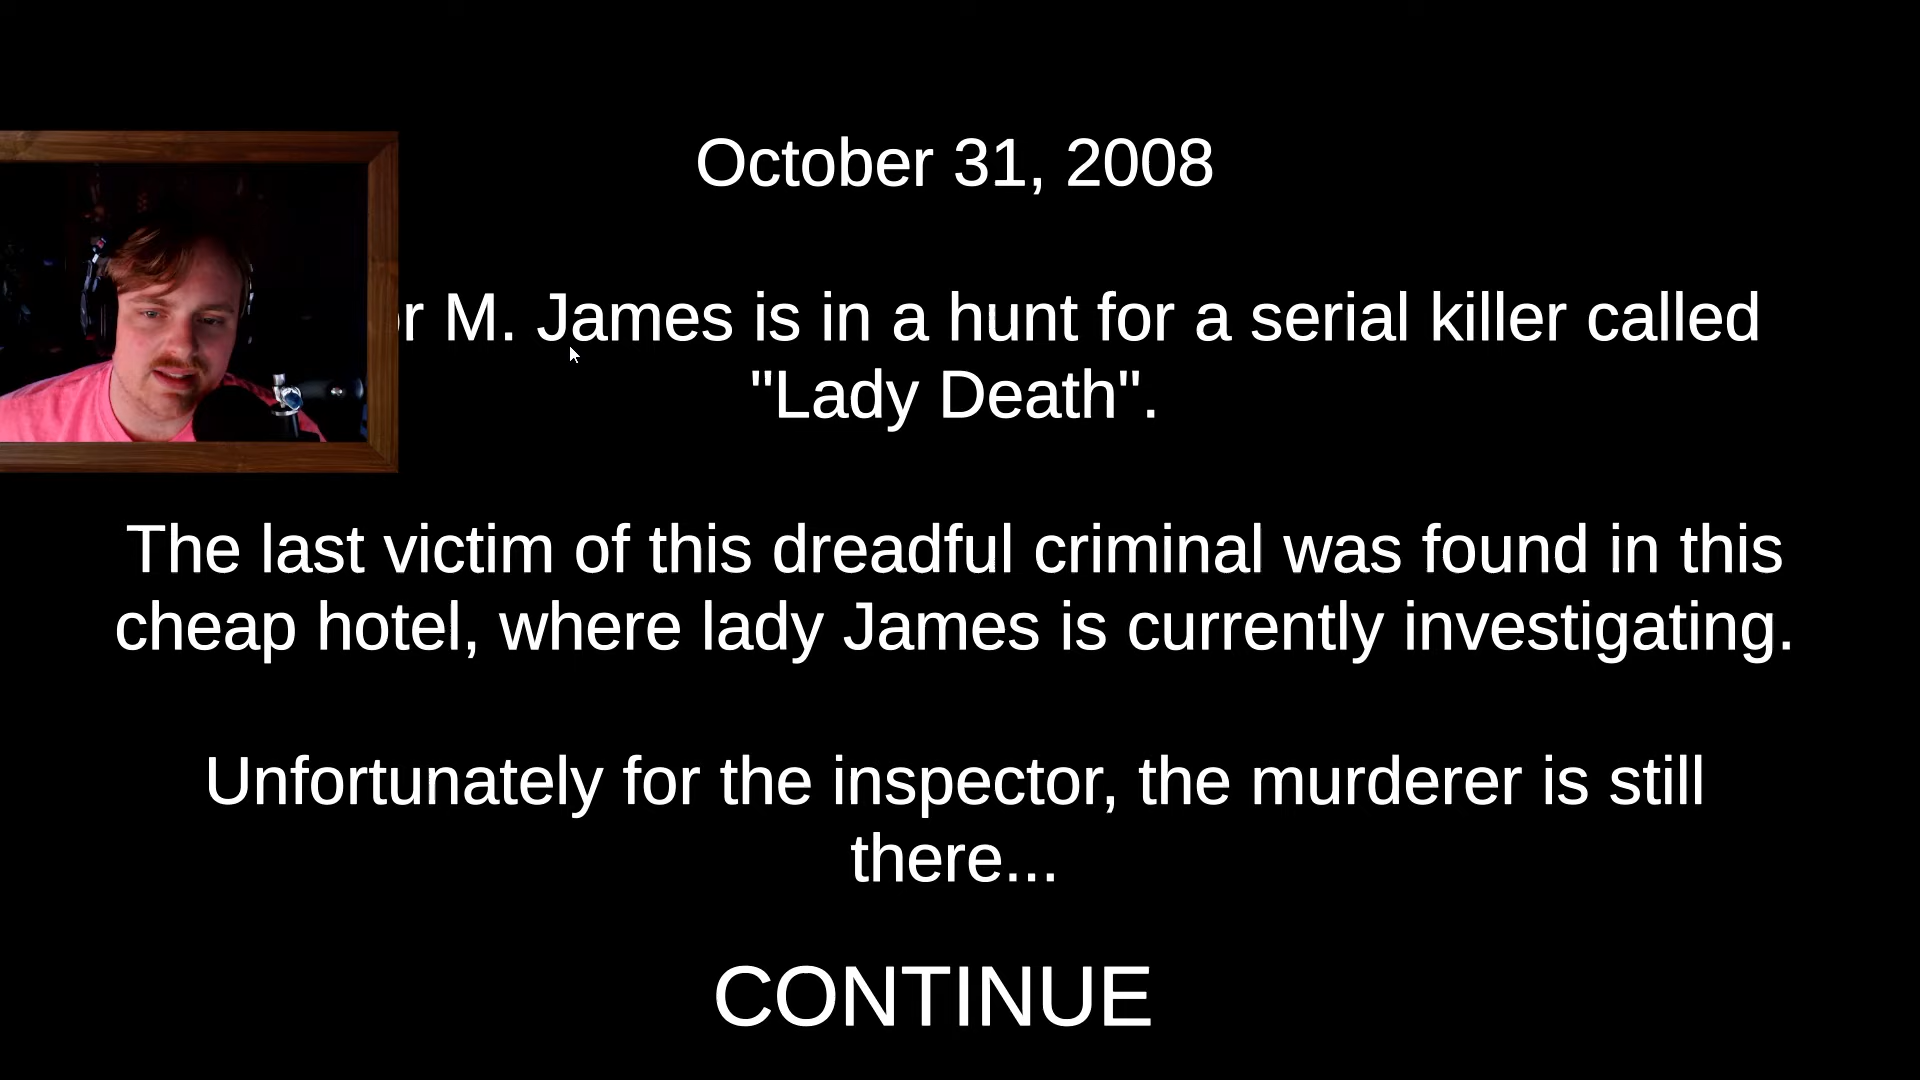 October 31, 2008
M. James is in a hunt for a serial killer called
"Lady Death".
The last victim of this dreadful criminal was found in this
cheap hotel, where lady James is currently investigating.
Unfortunately for the inspector, the murderer is still
there...
CONTINUE